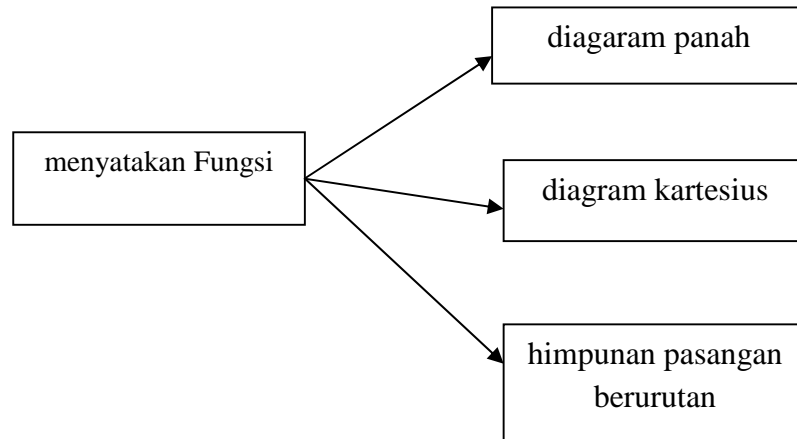 diagaram panah
menyatakan Fungsi
diagram kartesius
himpunan pasangan
berurutan